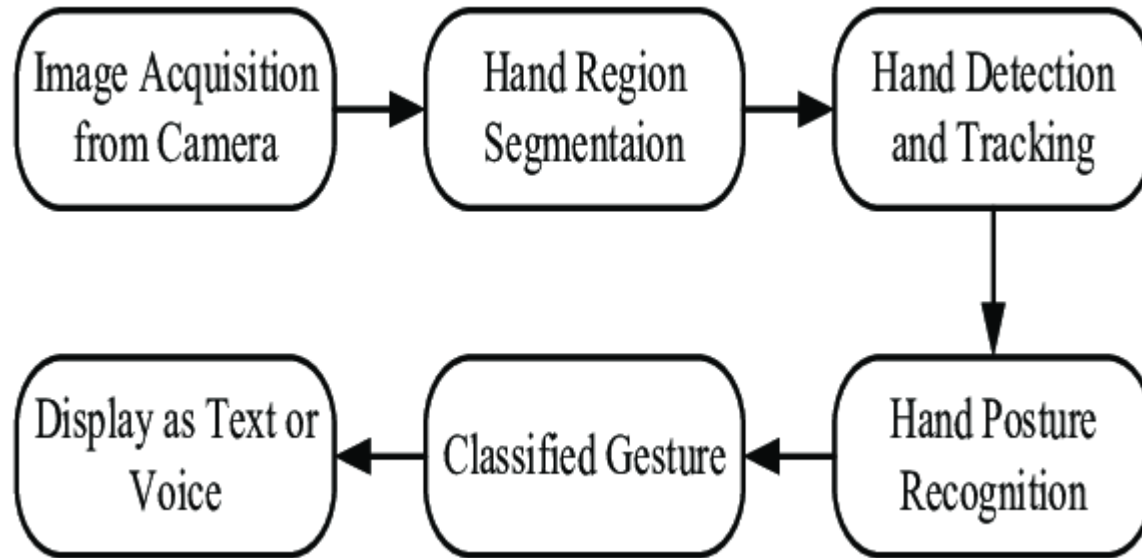 Image Acquisition
from Camera
Hand Region
Segmentaion
Hand Detection
and Tracking
Hand Posture
Recognition
Classified Gesture
Display as Text or
Voice